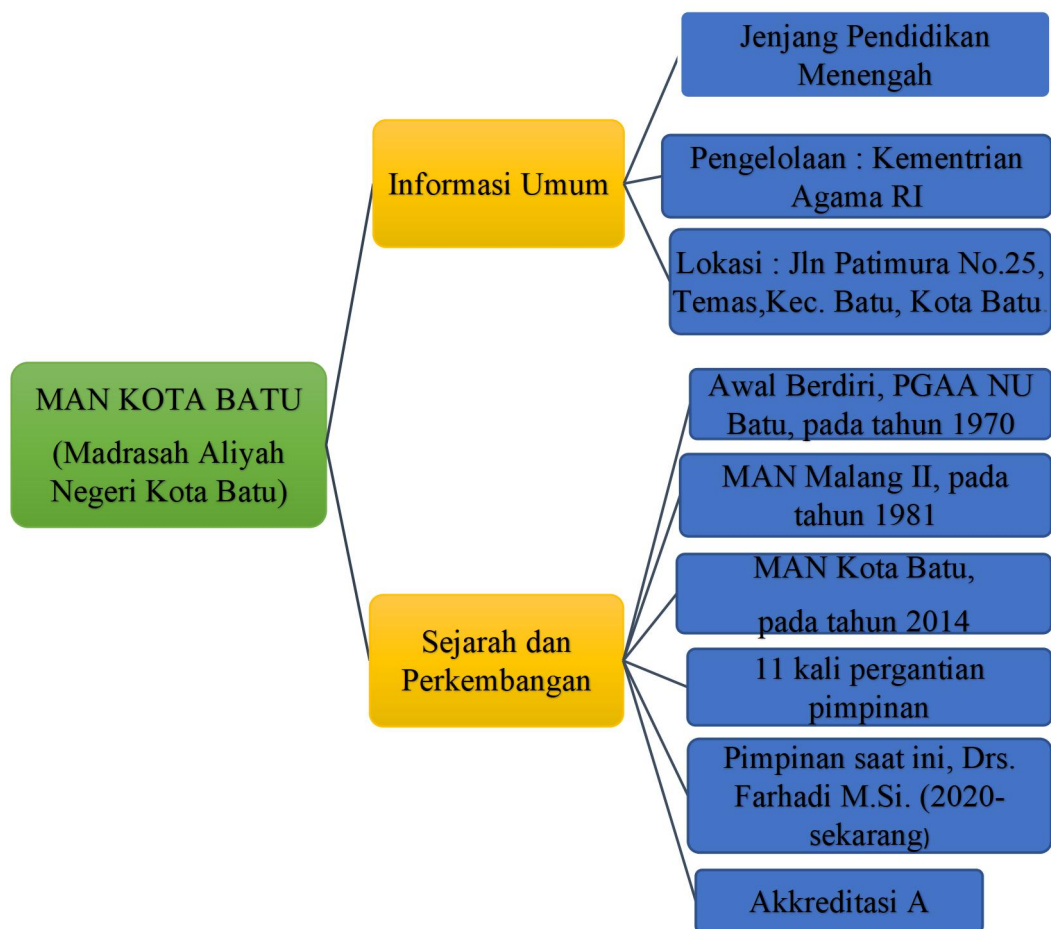 MAN KOTA BATU
(Madrasah Aliyah
Negeri Kota Batu)
Informasi Umum
Jenjang Pendidikan
Menengah
Pengelolaan : Kementrian
Agama RI
Lokasi : Jln Patimura No.25,
Temas,Kec. Batu, Kota Batu.
Sejarah dan
Perkembangan
Awal Berdiri, PGAA NU
Batu, pada tahun 1970
MAN Malang II, pada
tahun 1981
MAN Kota Batu,
pada tahun 2014
11 kali pergantian
pimpinan
Pimpinan saat ini, Drs.
Farhadi M.Si. (2020-
sekarang)
Akkreditasi A